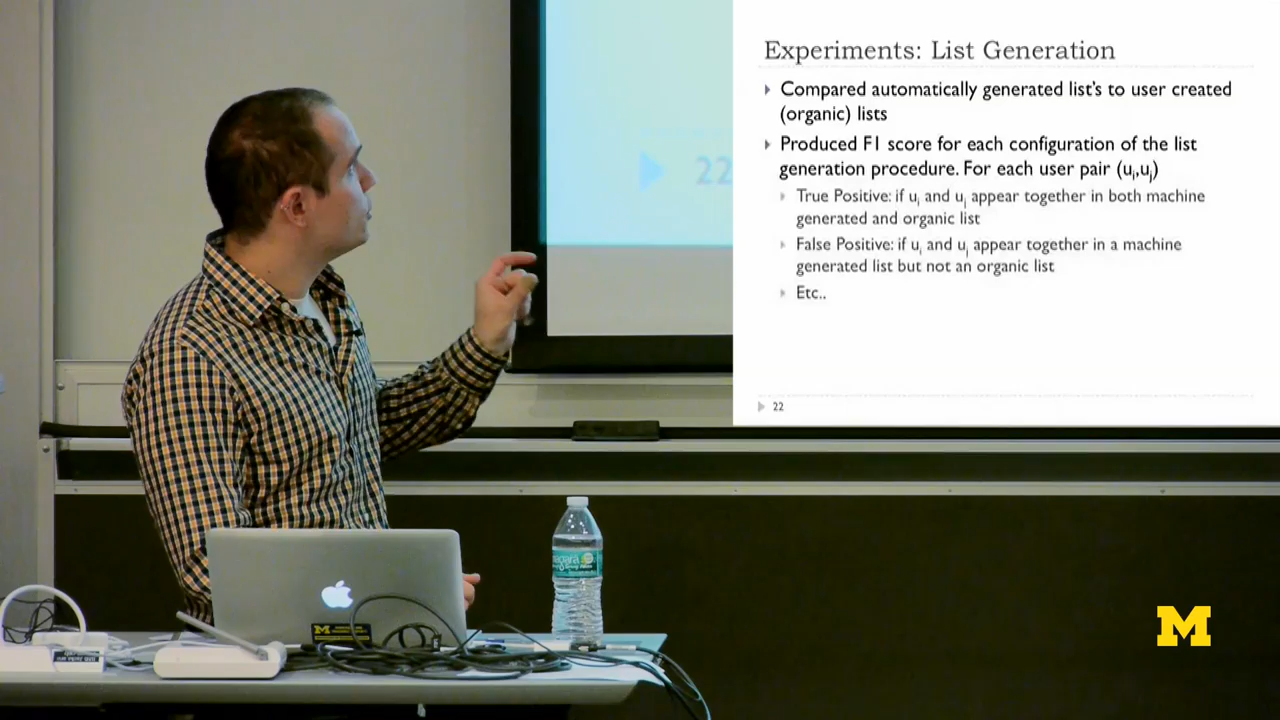 Experiments: List Generation
Compared automatically generated list's to user created
(organic) lists
Produced F1 score for each configuration of the list
generation procedure. For each user pair (ui,uj)
True Positive: if ui and uj appear together in both machine
generated and organic list
False Positive: if ui and uj appear together in a machine
generated list but not an organic list
Etc..
22
22
M
M